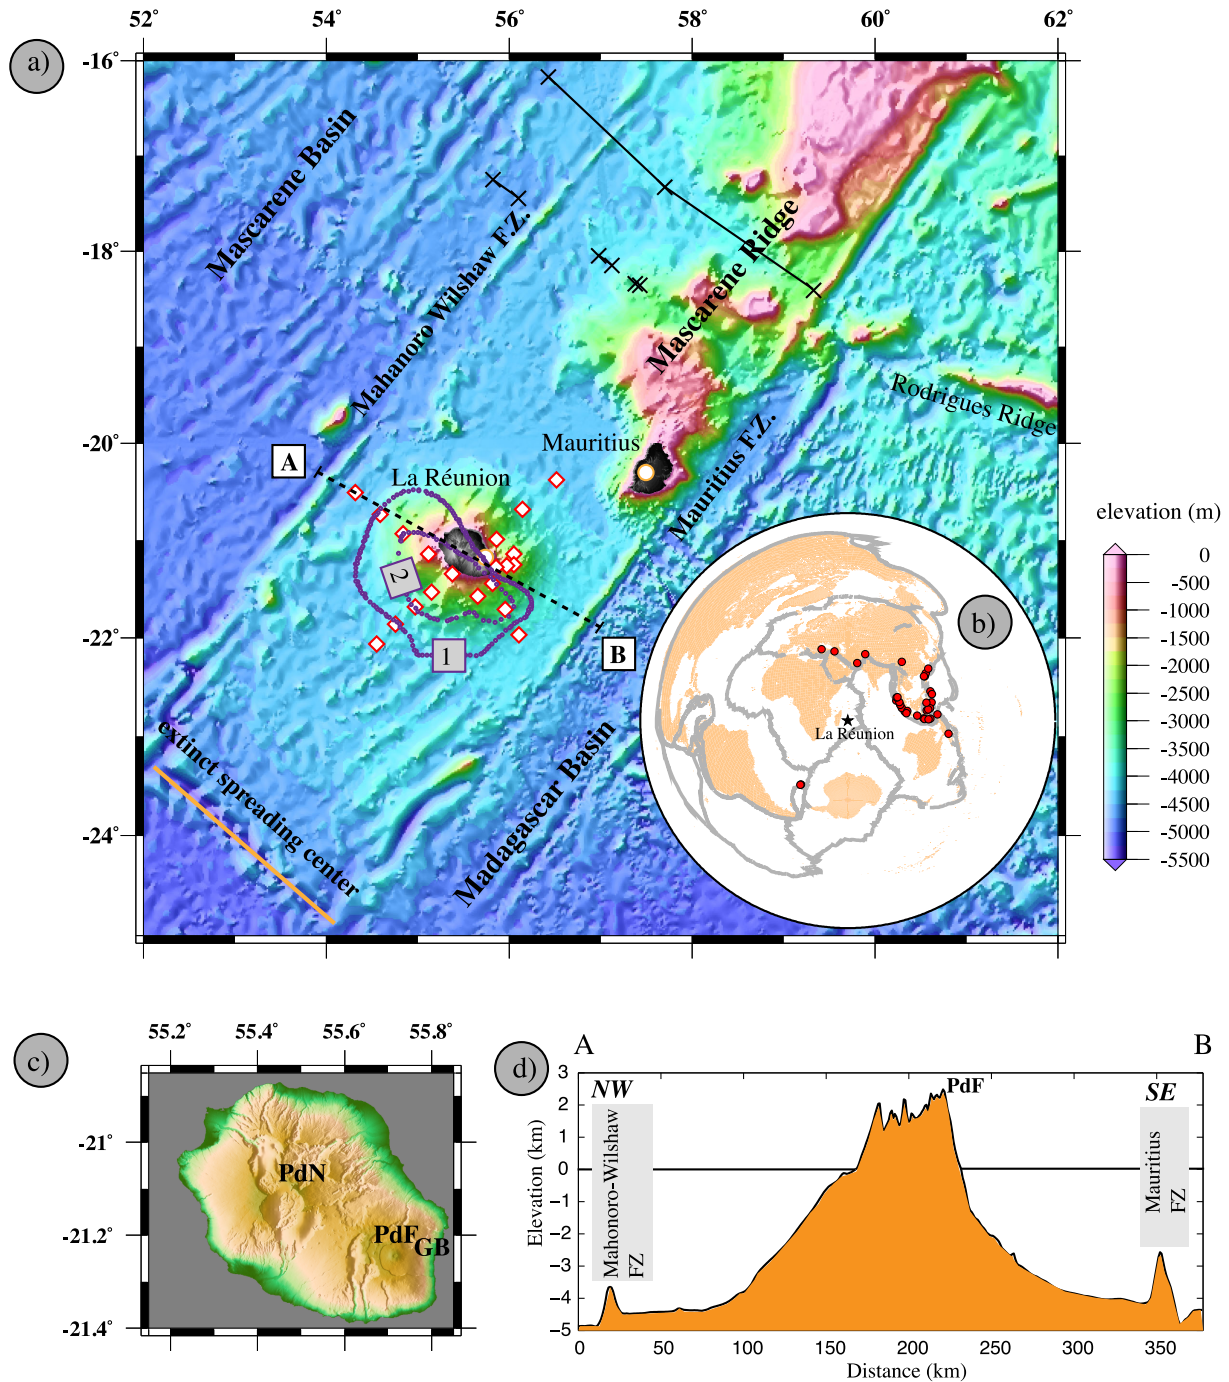 52˚ 54˚ 56˚ 58˚ 60˚ 62˚
a)
-16˚
-18˚
-20˚
-22˚
-24˚
Mascarene Basin
Mahanoro Wilshaw F.Z.
Mascarene Ridge
Rodrigues Ridge
Mauritius
Mauritius F.Z.
A
La Réunion
2
1
B
extinct spreading center
Madagascar Basin
b)
La Réunion
elevation (m)
0
-500
-1000
-1500
-2000
-2500
-3000
-3500
-4000
-4500
-5000
-5500
c)
55.2˚ 55.4˚ 55.6˚ 55.8˚
-21˚
-21.2˚
-21.4˚
PdN
PdF
GB
d)
A B
NW PdF SE
Mahonoro-Wilshaw
FZ
Mauritius
FZ
Elevation (km)
3
2
1
0
−1
−2
−3
−4
−5
0 50 100 150 200 250 300 350
Distance (km)